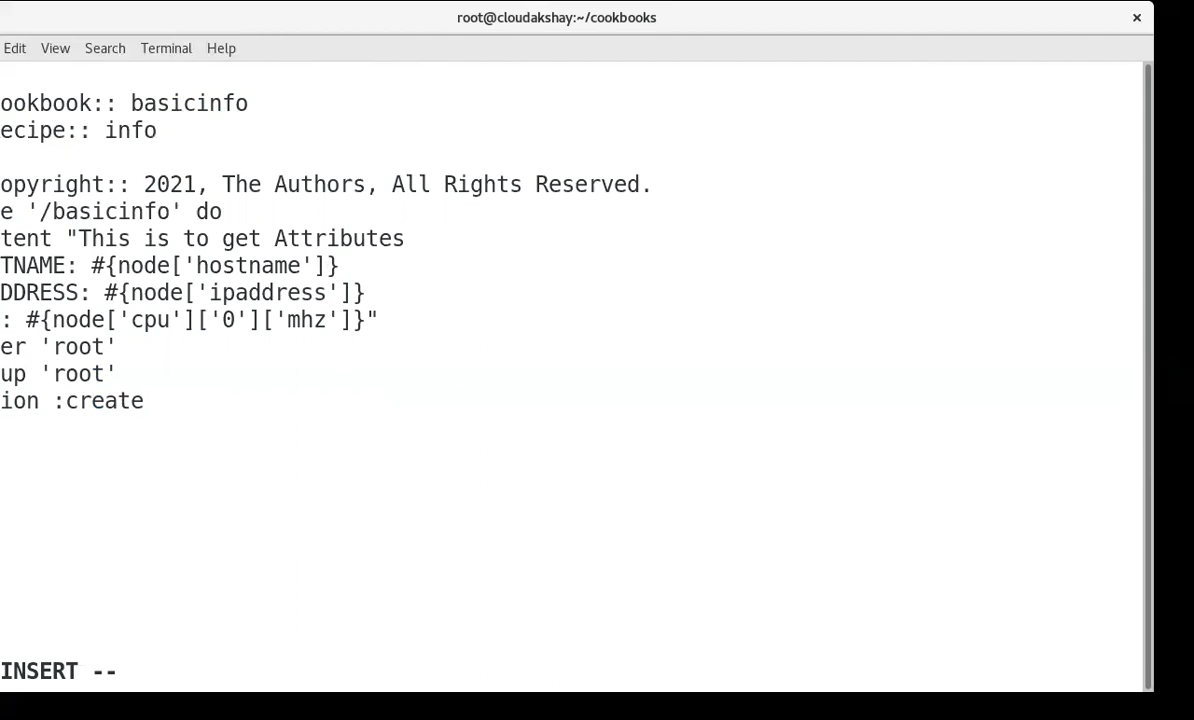 root@cloudakshay:~/cookbooks ×
Edit View Search Terminal Help
ookbook:: basicinfo
ecipe:: info
opyright:: 2021, The Authors, All Rights Reserved.
e '/basicinfo' do
tent "This is to get Attributes
TNAME: #{node['hostname']}
DDRESS: #{node['ipaddress']}
: #{node['cpu']['0']['mhz']}"
er 'root'
up 'root'
ion :create
INSERT --